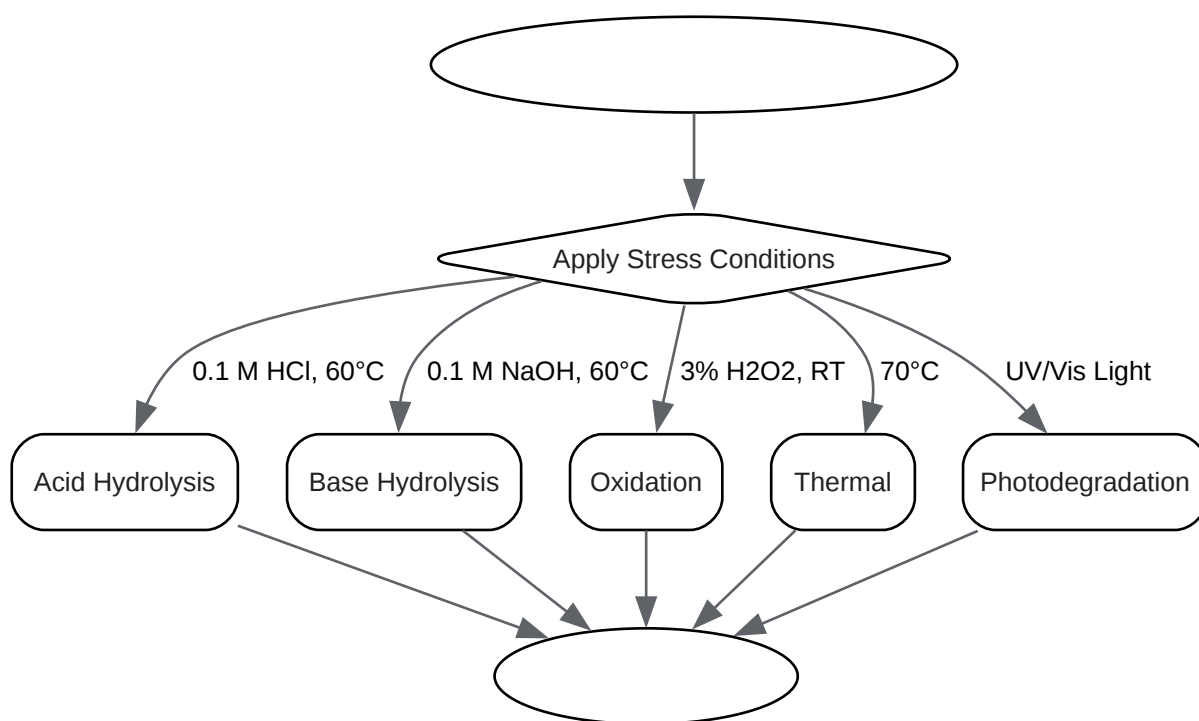 Apply Stress Conditions
0.1 M HCl, 60°C
0.1 M NaOH, 60°C
3% H2O2, RT
70°C
UV/Vis Light
Acid Hydrolysis
Base Hydrolysis
Oxidation
Thermal
Photodegradation